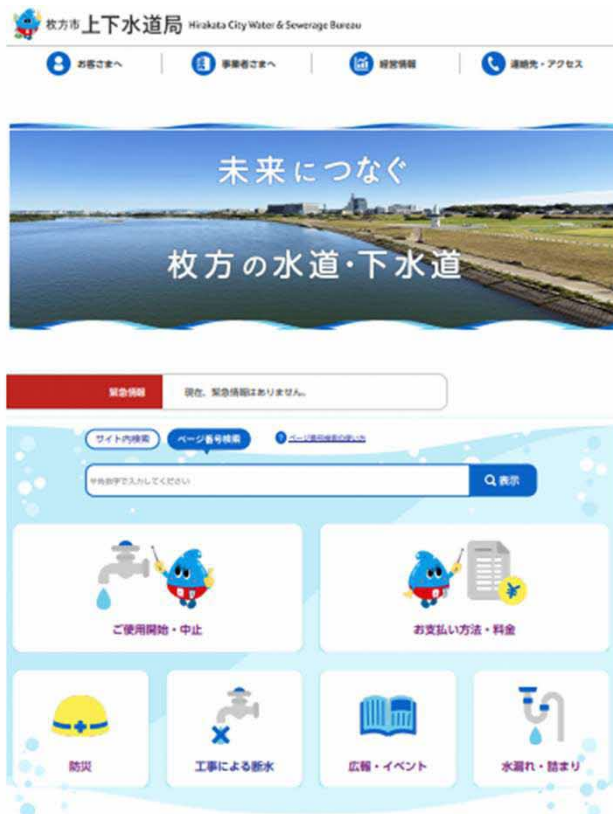 枚方市上下水道局 Hirakata City Water & Sewerage Bureau
お客さまへ 事業者さまへ 経営情報 連絡先・アクセス
未来につなぐ
枚方の水道・下水道
緊急情報 現在、緊急情報はありません。
サイト内検索 ページ番号検索 ? ページ番号検索の使い方
半角数字で入力してください 表示
ご使用開始・中止 お支払い方法・料金
防災 工事による断水 広報・イベント 水漏れ・詰まり